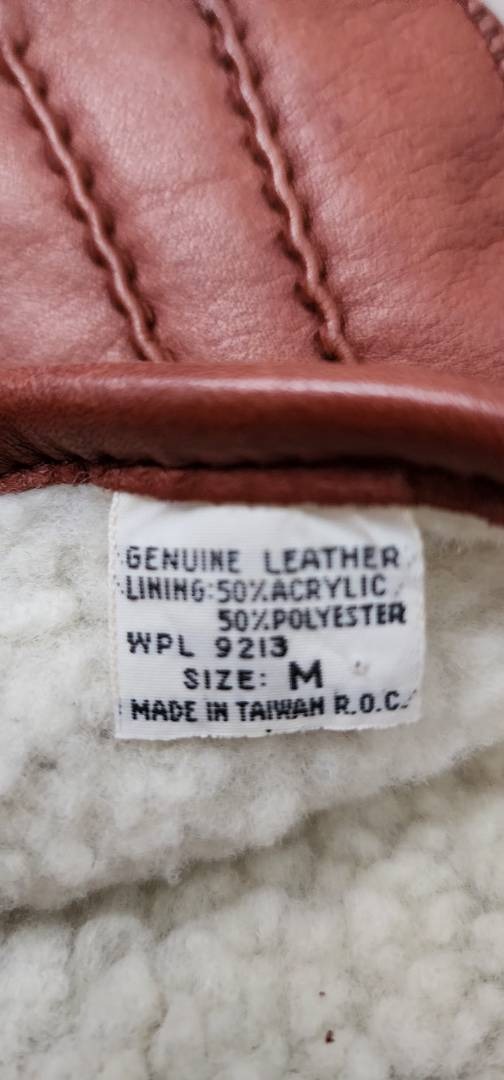 GENUINE LEATHER
LINING:50%ACRYLIC
50%POLYESTER
WPL 9213
SIZE: M
MADE IN TAIWAN R.O.C.